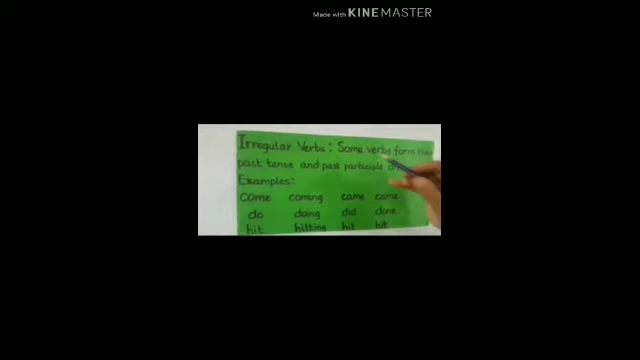 Made with KINEMASTER
Irregular Verbs: Some verbs form the
past tense and past participle
Examples:
come coming came came
do doing did done
hit hitting hit hit